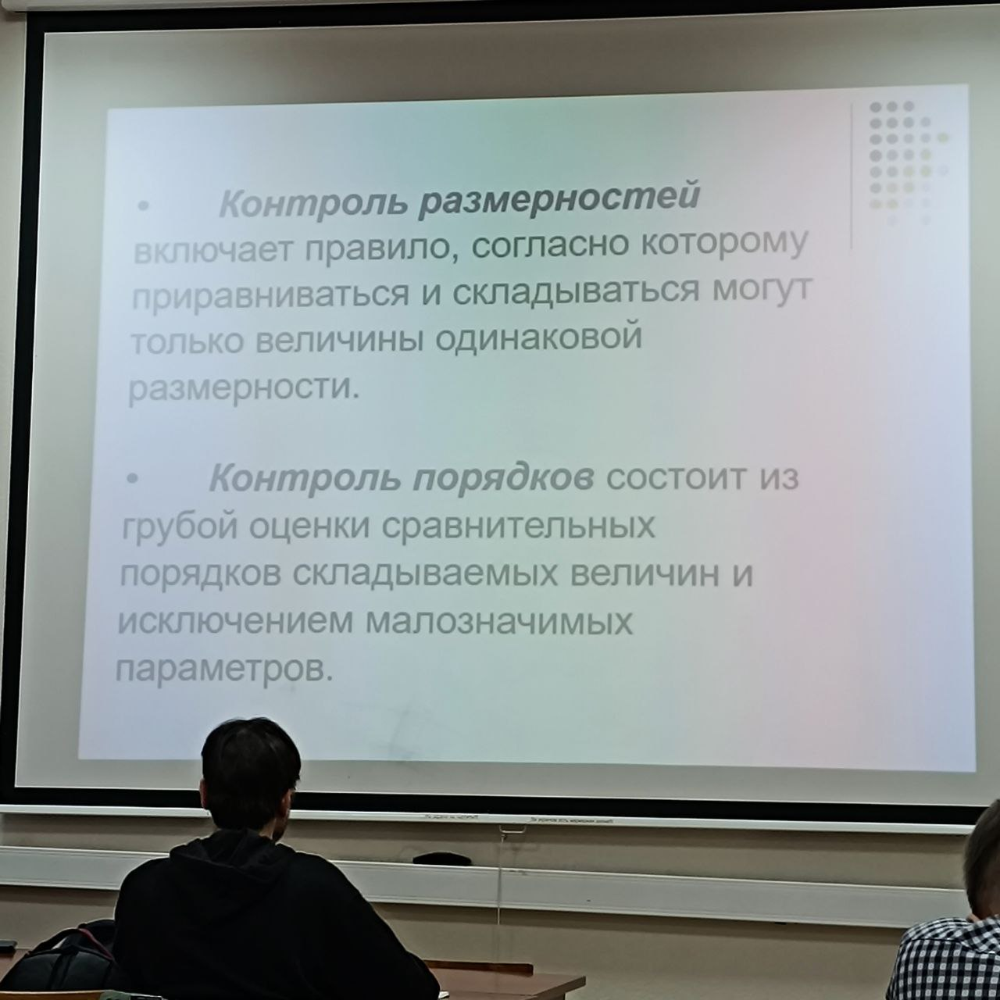 • Контроль размерностей
включает правило, согласно которому
приравниваться и складываться могут
только величины одинаковой
размерности.
• Контроль порядков состоит из
грубой оценки сравнительных
порядков складываемых величин и
исключением малозначимых
параметров.